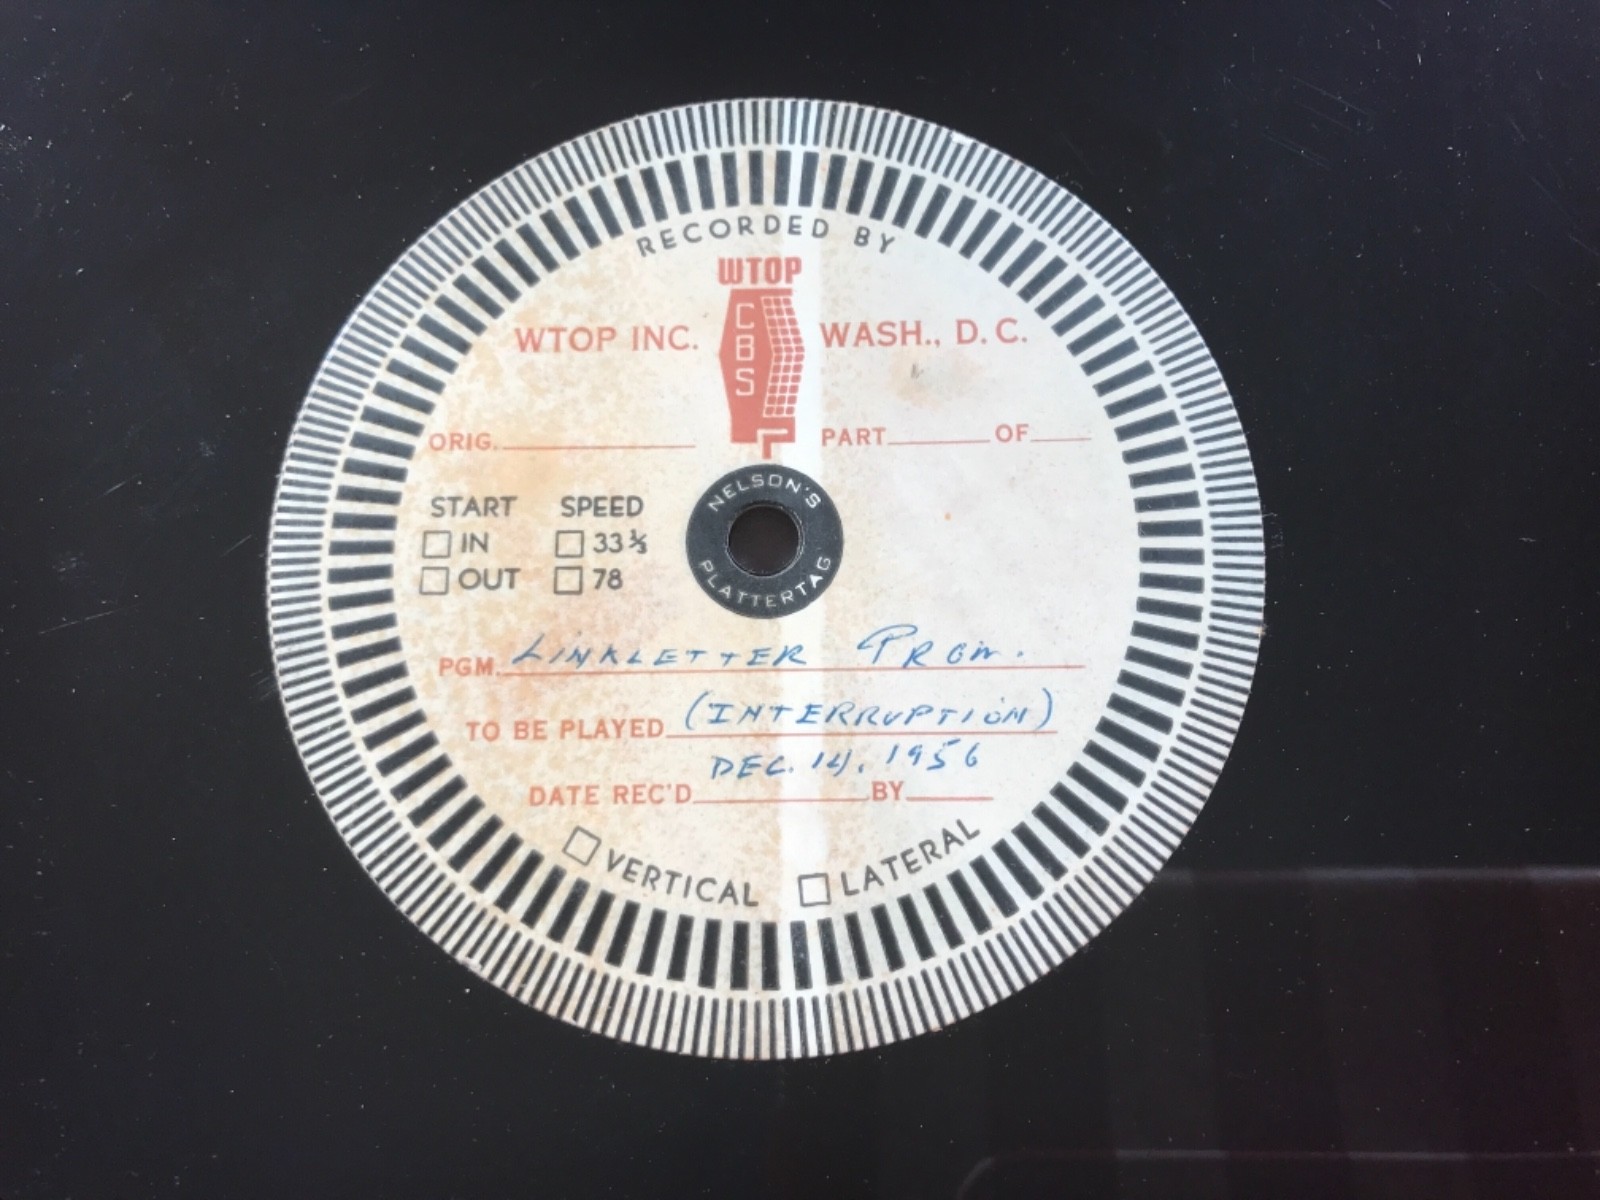 RECORDED BY
WTOP
CBS
WTOP INC. WASH., D.C.
ORIG. PART OF
NELSON'S PLATTERTAG
START SPEED
IN 33⅓
OUT 78
PGM. LINKLETTER PRGM.
TO BE PLAYED (INTERRUPTION)
DEC. 14, 1956
DATE REC'D BY
VERTICAL LATERAL